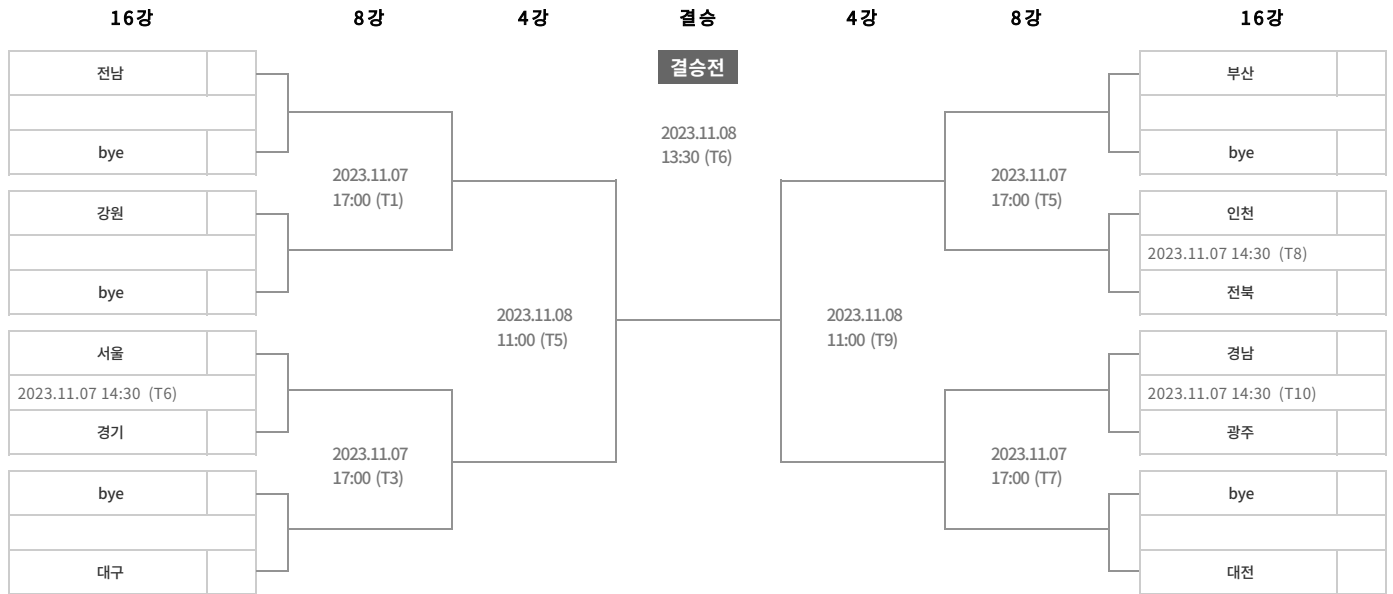 16강 8강 4강 결승 4강 8강 16강
결승전
전남
bye
강원
bye
서울
2023.11.07 14:30 (T6)
경기
bye
대구
2023.11.07
17:00 (T1)
2023.11.07
17:00 (T3)
2023.11.08
11:00 (T5)
2023.11.08
13:30 (T6)
2023.11.08
11:00 (T9)
2023.11.07
17:00 (T5)
2023.11.07
17:00 (T7)
부산
bye
인천
2023.11.07 14:30 (T8)
전북
경남
2023.11.07 14:30 (T10)
광주
bye
대전